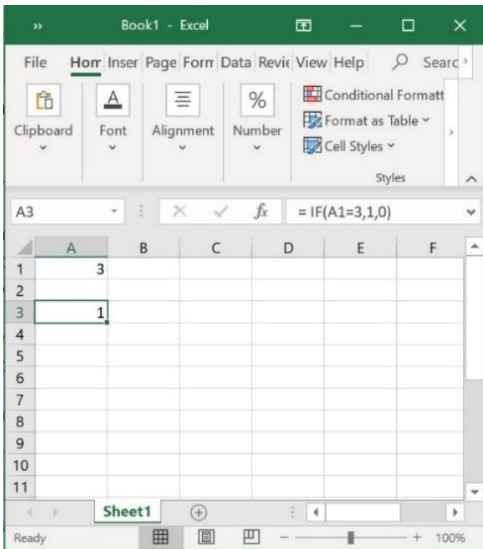 Book1 - Excel
File Hom Inser Page Form Data Revie View Help Searc
Clipboard Font Alignment Number
Conditional Formatt
Format as Table
Cell Styles
Styles
A3 fx = IF(A1=3,1,0)
A B C D E F
1 3
2
3 1
4
5
6
7
8
9
10
11
Sheet1
Ready 100%